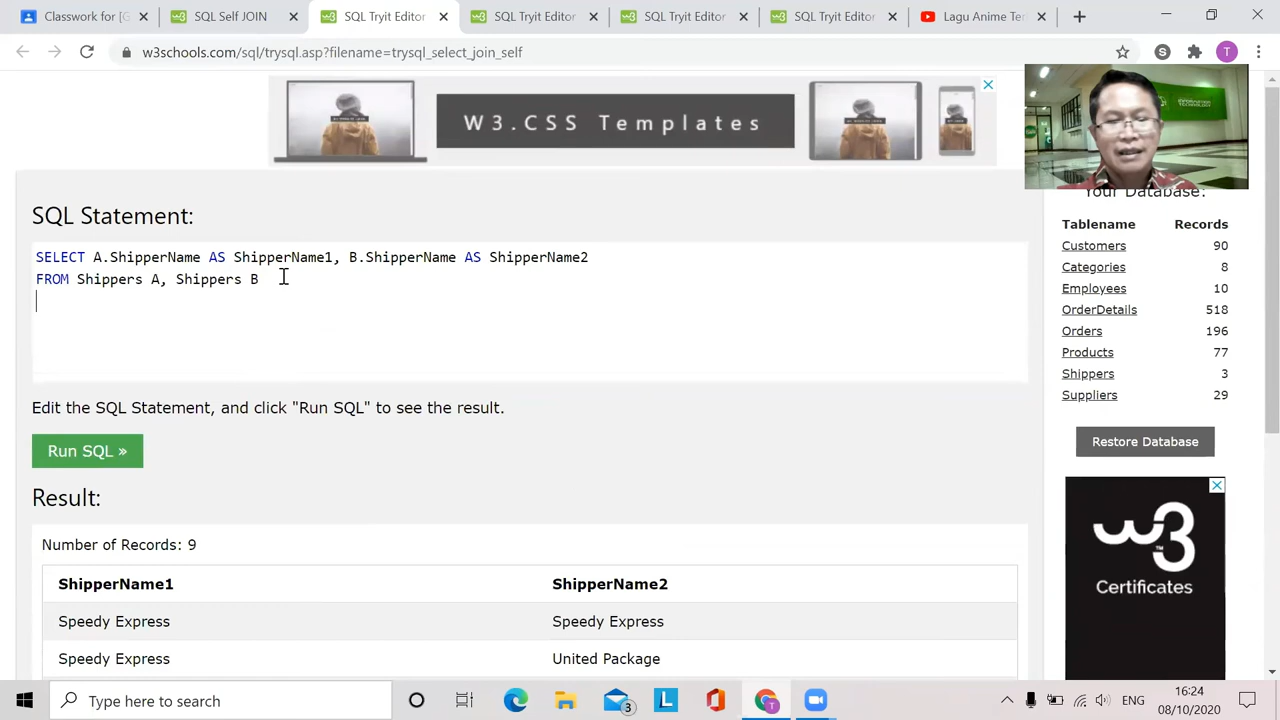 Classroom for [G
SQL Self JOIN
SQL Tryit Editor
SQL Tryit Editor
SQL Tryit Editor
SQL Tryit Editor
Lagu Anime Ter
w3schools.com/sql/trysql.asp?filename=trysql_select_join_self
S
T
W3.CSS Templates
SQL Statement:
SELECT A.ShipperName AS ShipperName1, B.ShipperName AS ShipperName2
FROM Shippers A, Shippers B
Edit the SQL Statement, and click "Run SQL" to see the result.
Run SQL »
Result:
Number of Records: 9
ShipperName1 ShipperName2
Speedy Express Speedy Express
Speedy Express United Package
Your Database:
Tablename Records
Customers 90
Categories 8
Employees 10
OrderDetails 518
Orders 196
Products 77
Shippers 3
Suppliers 29
Restore Database
w3
TM
Certificates
Type here to search
3
L
T
ENG
16:24
08/10/2020